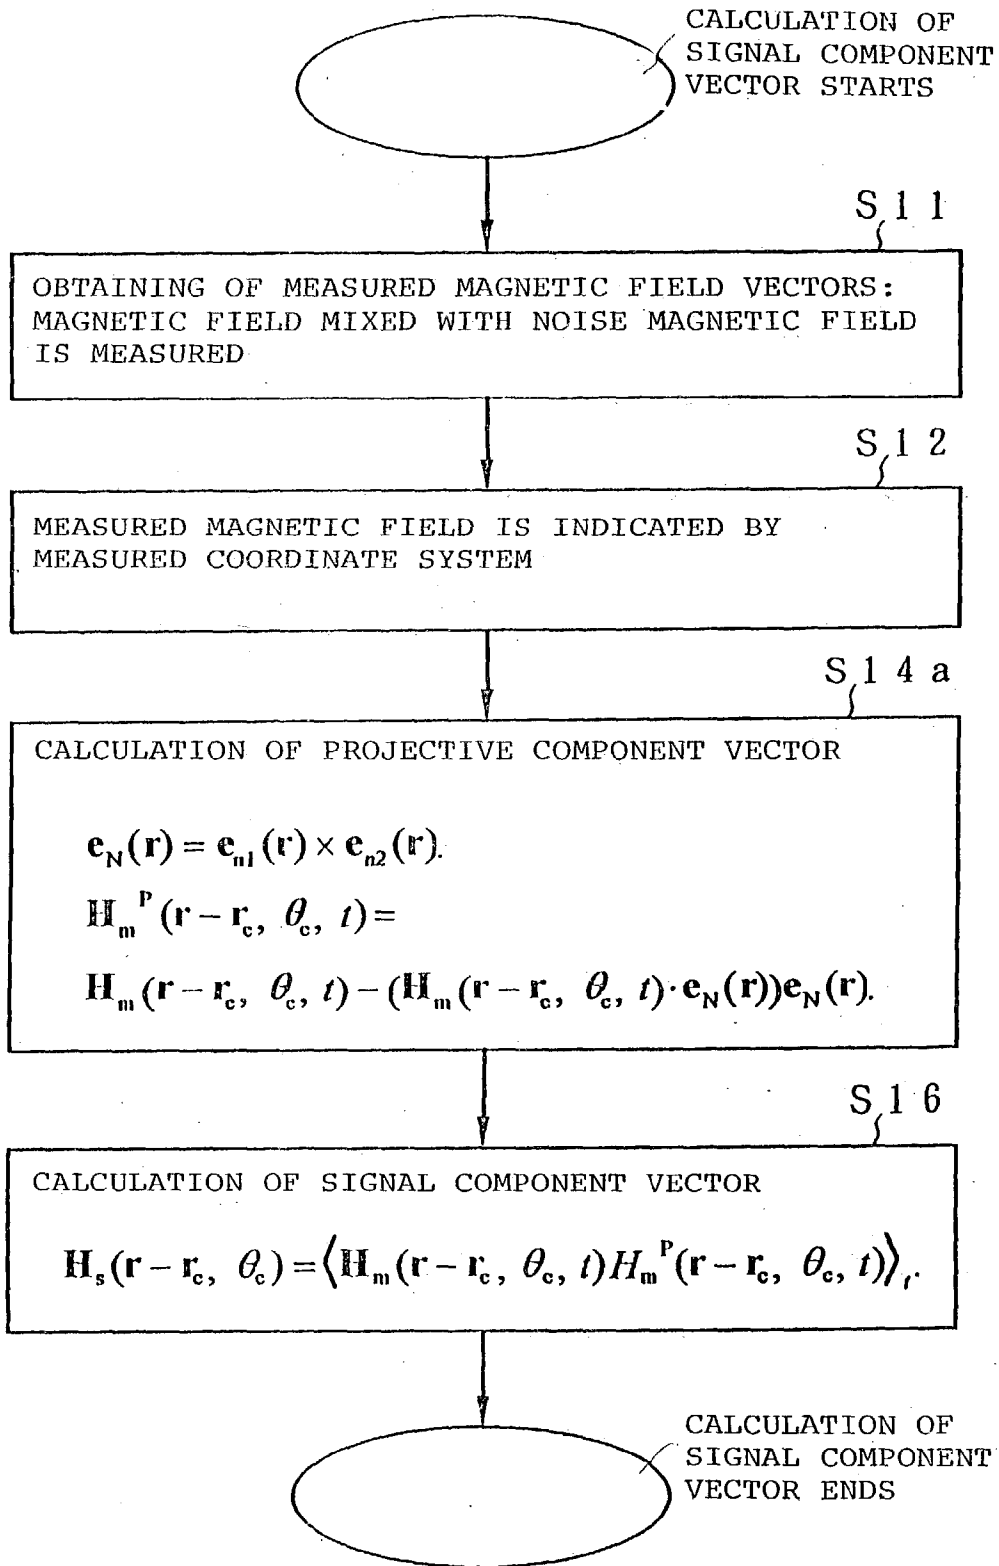 CALCULATION OF
SIGNAL COMPONENT
VECTOR STARTS
S11
OBTAINING OF MEASURED MAGNETIC FIELD VECTORS:
MAGNETIC FIELD MIXED WITH NOISE MAGNETIC FIELD
IS MEASURED
S12
MEASURED MAGNETIC FIELD IS INDICATED BY
MEASURED COORDINATE SYSTEM
S14a
CALCULATION OF PROJECTIVE COMPONENT VECTOR
e_N(r) = e_n1(r) × e_n2(r).
H_m^P(r − r_c, θ_c, t) =
H_m(r − r_c, θ_c, t) − (H_m(r − r_c, θ_c, t) · e_N(r))e_N(r).
S16
CALCULATION OF SIGNAL COMPONENT VECTOR
H_s(r − r_c, θ_c) = ⟨H_m(r − r_c, θ_c, t)H_m^P(r − r_c, θ_c, t)⟩_t.
CALCULATION OF
SIGNAL COMPONENT
VECTOR ENDS